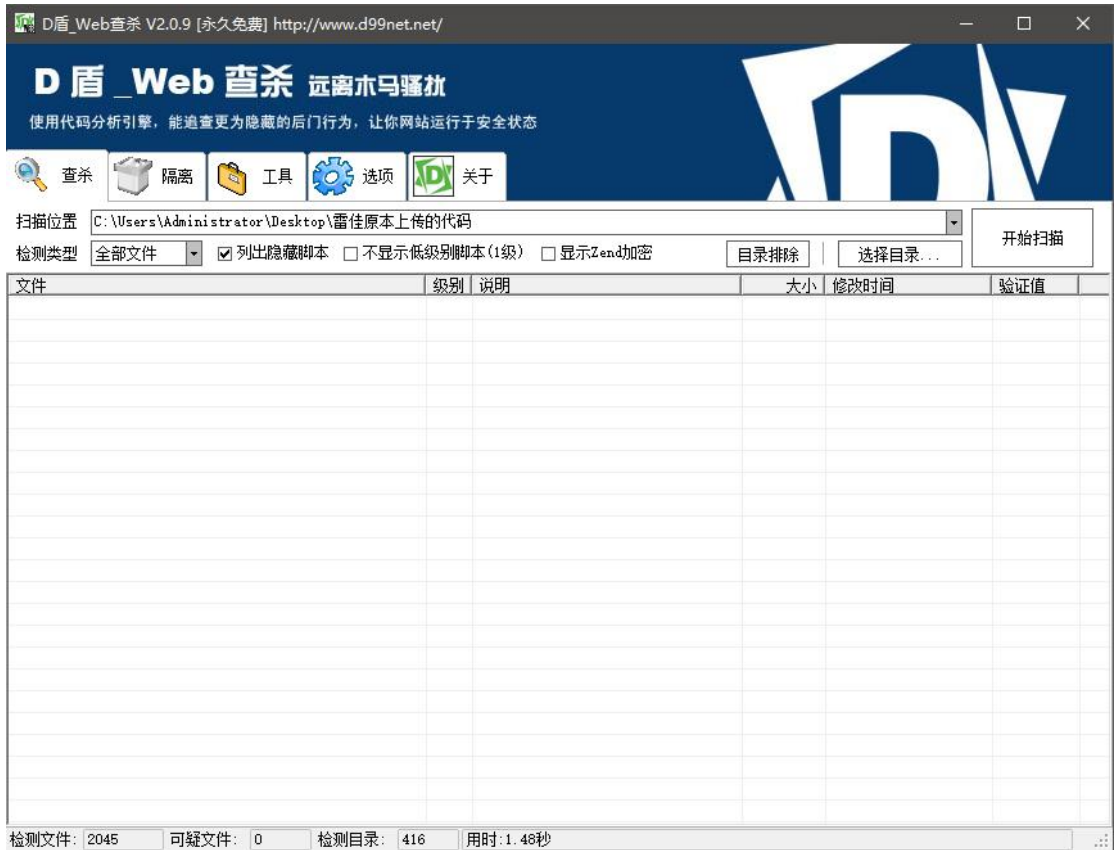 D盾_Web查杀 V2.0.9 [永久免费] http://www.d99net.net/
D盾_Web查杀 远离木马骚扰
使用代码分析引擎，能追查更为隐藏的后门行为，让你网站运行于安全状态
查杀 隔离 工具 选项 关于
扫描位置 C:\Users\Administrator\Desktop\雷佳原本上传的代码 开始扫描
检测类型 全部文件 列出隐藏脚本 不显示低级别脚本(1级) 显示Zend加密 目录排除 选择目录...
文件 级别 说明 大小 修改时间 验证值
检测文件: 2045 可疑文件: 0 检测目录: 416 用时:1.48秒